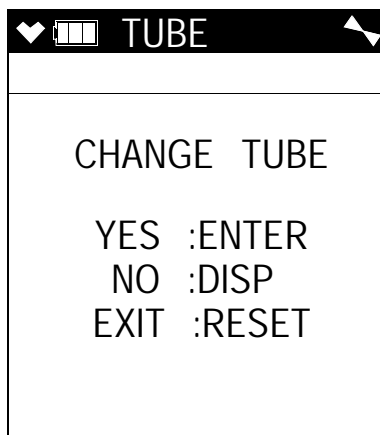 TUBE
CHANGE TUBE
YES :ENTER
NO :DISP
EXIT :RESET